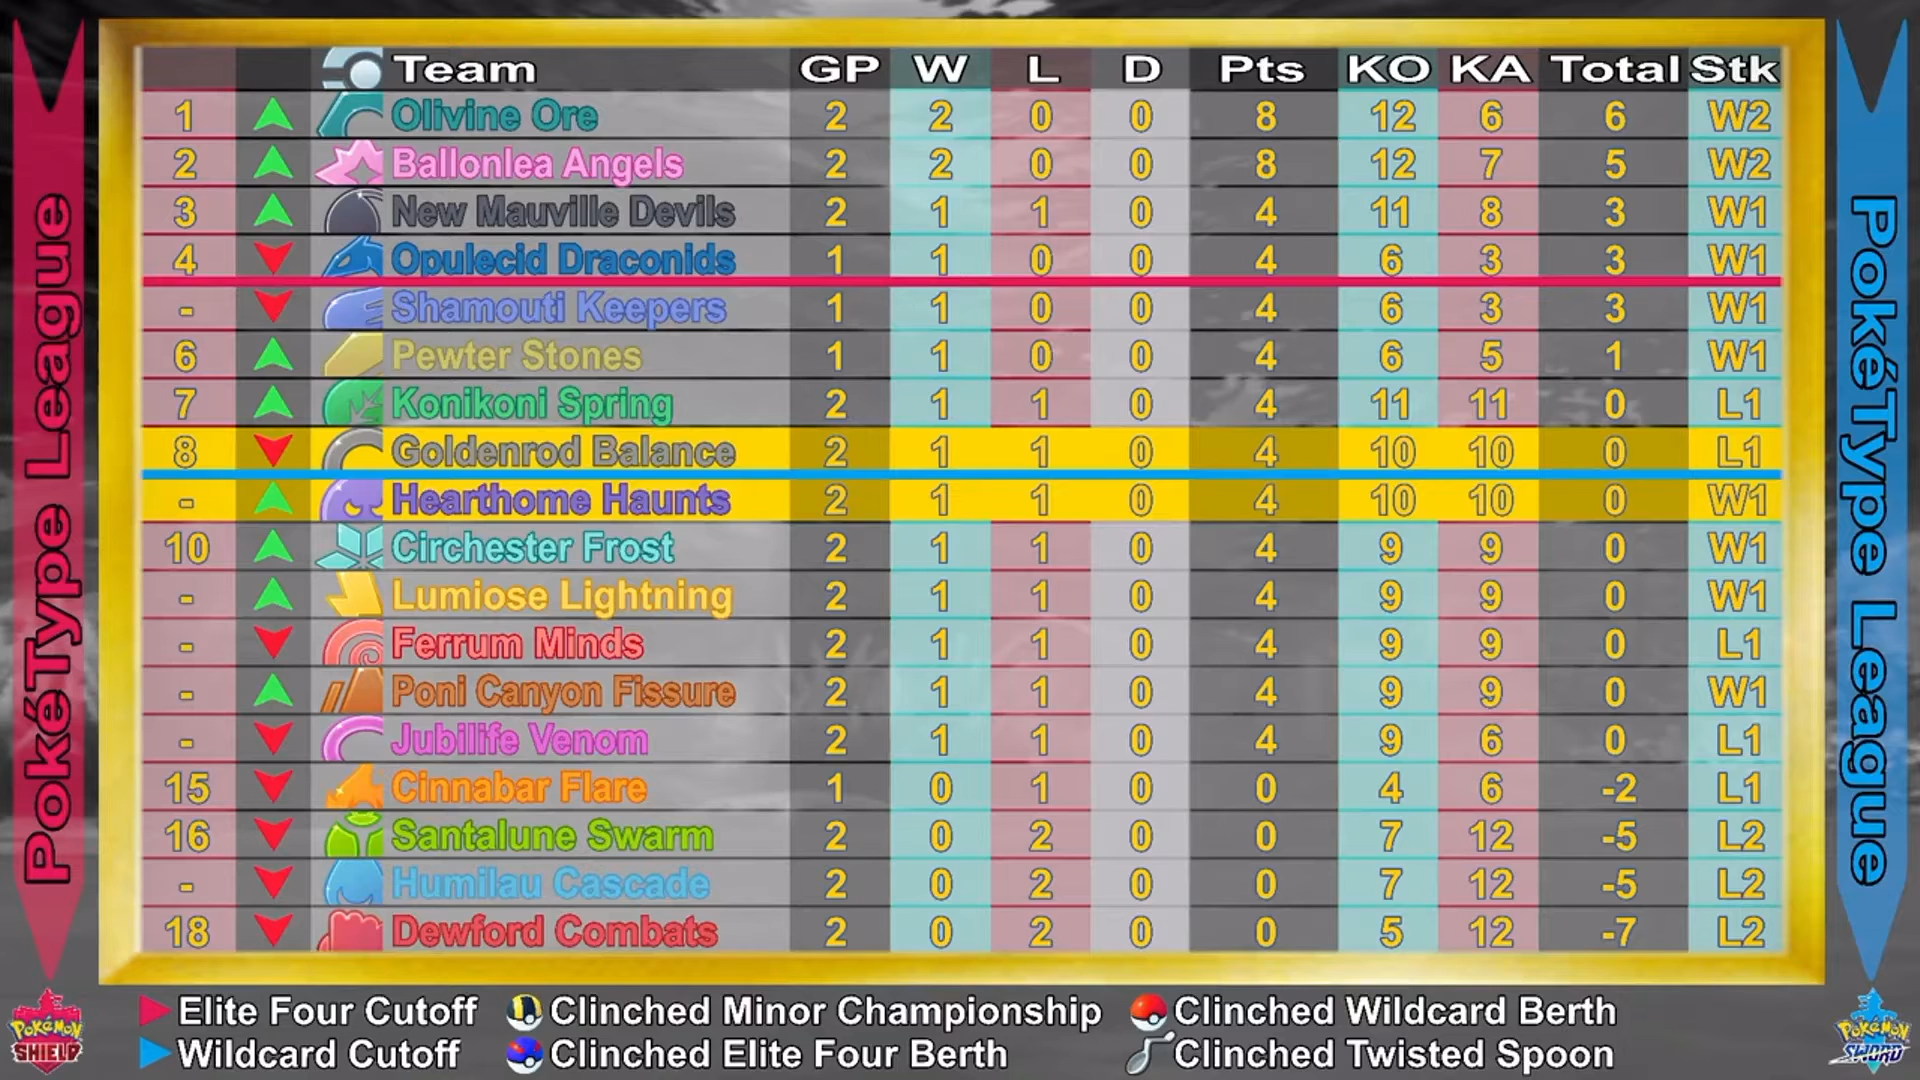 PokéType League
Team GP W L D Pts KO KA Total Stk
1 Olivine Ore 2 2 0 0 8 12 6 6 W2
2 Ballonlea Angels 2 2 0 0 8 12 7 5 W2
3 New Mauville Devils 2 1 1 0 4 11 8 3 W1
4 Opulecid Draconids 1 1 0 0 4 6 3 3 W1
- Shamouti Keepers 1 1 0 0 4 6 3 3 W1
6 Pewter Stones 1 1 0 0 4 6 5 1 W1
7 Konikoni Spring 2 1 1 0 4 11 11 0 L1
8 Goldenrod Balance 2 1 1 0 4 10 10 0 L1
- Hearthome Haunts 2 1 1 0 4 10 10 0 W1
10 Circhester Frost 2 1 1 0 4 9 9 0 W1
- Lumiose Lightning 2 1 1 0 4 9 9 0 W1
- Ferrum Minds 2 1 1 0 4 9 9 0 L1
- Poni Canyon Fissure 2 1 1 0 4 9 9 0 W1
- Jubilife Venom 2 1 1 0 4 9 6 0 L1
15 Cinnabar Flare 1 0 1 0 0 4 6 -2 L1
16 Santalune Swarm 2 0 2 0 0 7 12 -5 L2
- Humilau Cascade 2 0 2 0 0 7 12 -5 L2
18 Dewford Combats 2 0 2 0 0 5 12 -7 L2
PokéType League
Elite Four Cutoff Clinched Minor Championship Clinched Wildcard Berth
Wildcard Cutoff Clinched Elite Four Berth Clinched Twisted Spoon
POKéMON
SHIELD
POKéMON
SWORD